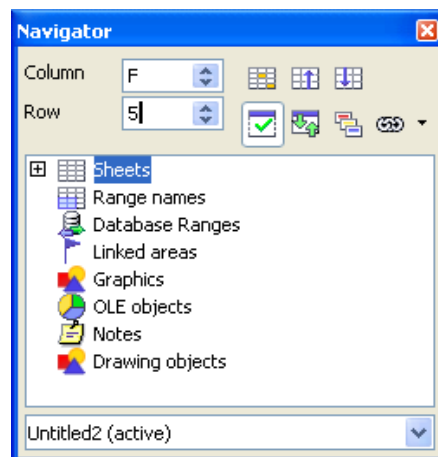 Navigator
Column F
Row 5
Sheets
Range names
Database Ranges
Linked areas
Graphics
OLE objects
Notes
Drawing objects
Untitled2 (active)